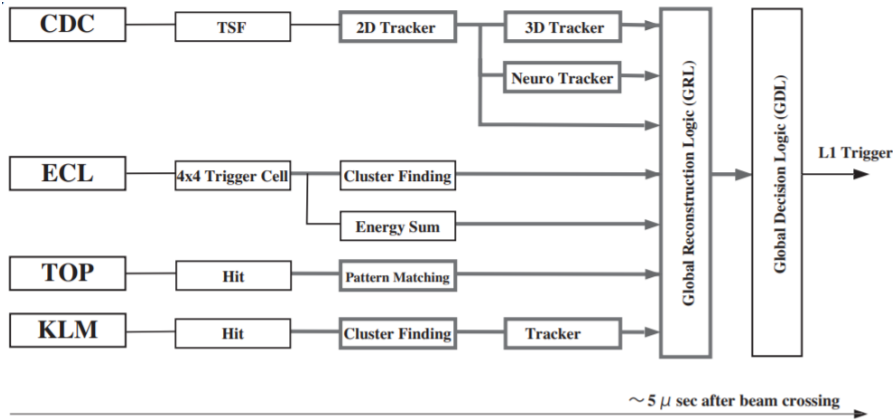 CDC
TSF
2D Tracker
3D Tracker
Neuro Tracker
ECL
4x4 Trigger Cell
Cluster Finding
Energy Sum
TOP
Hit
Pattern Matching
KLM
Hit
Cluster Finding
Tracker
Global Reconstruction Logic (GRL)
Global Decision Logic (GDL)
L1 Trigger
~5 μ sec after beam crossing